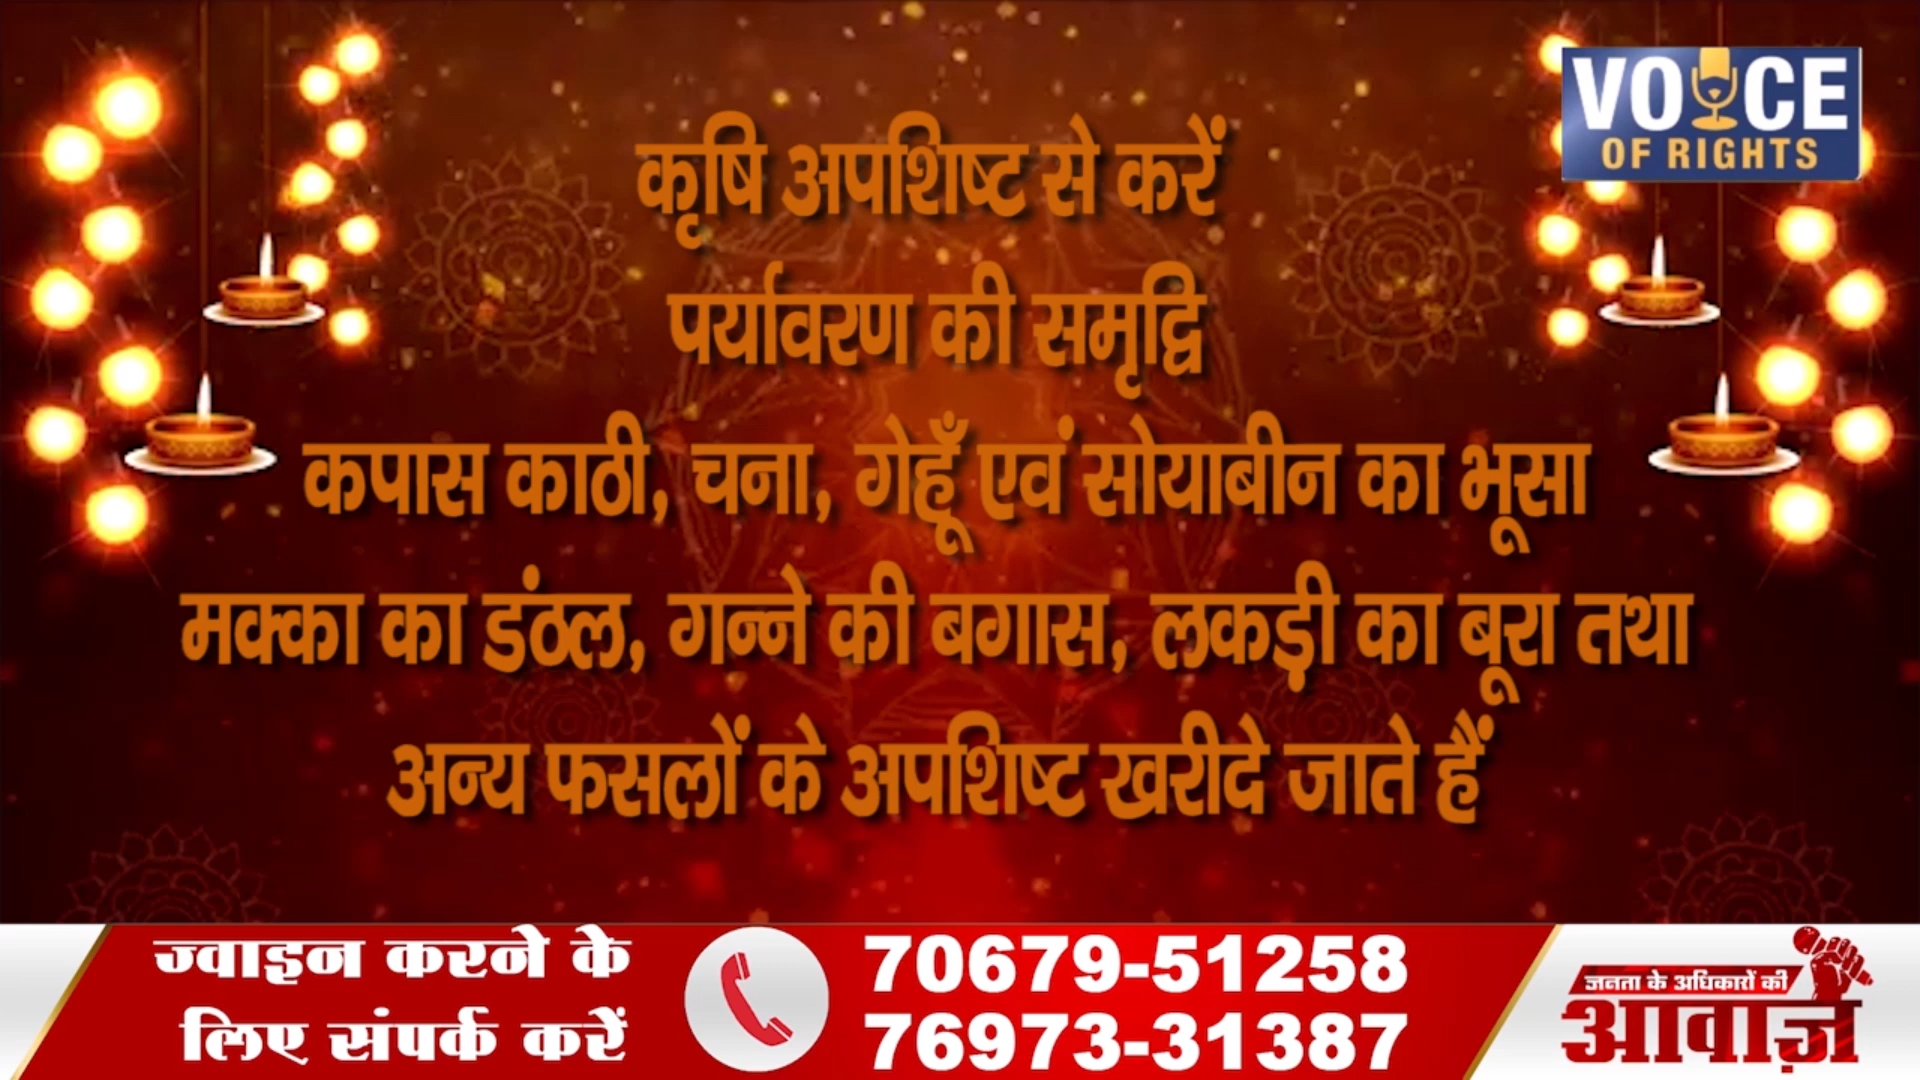 VOICE
OF RIGHTS
कृषि अपशिष्ट से करें
पर्यावरण की समृद्वि
कपास काठी, चना, गेहूँ एवं सोयाबीन का भूसा
मक्का का डंठल, गन्ने की बगास, लकड़ी का बूरा तथा
अन्य फसलों के अपशिष्ट खरीदे जाते हैं
ज्वाइन करने के
लिए संपर्क करें
70679-51258
76973-31387
जनता के अधिकारों की
आवाज़